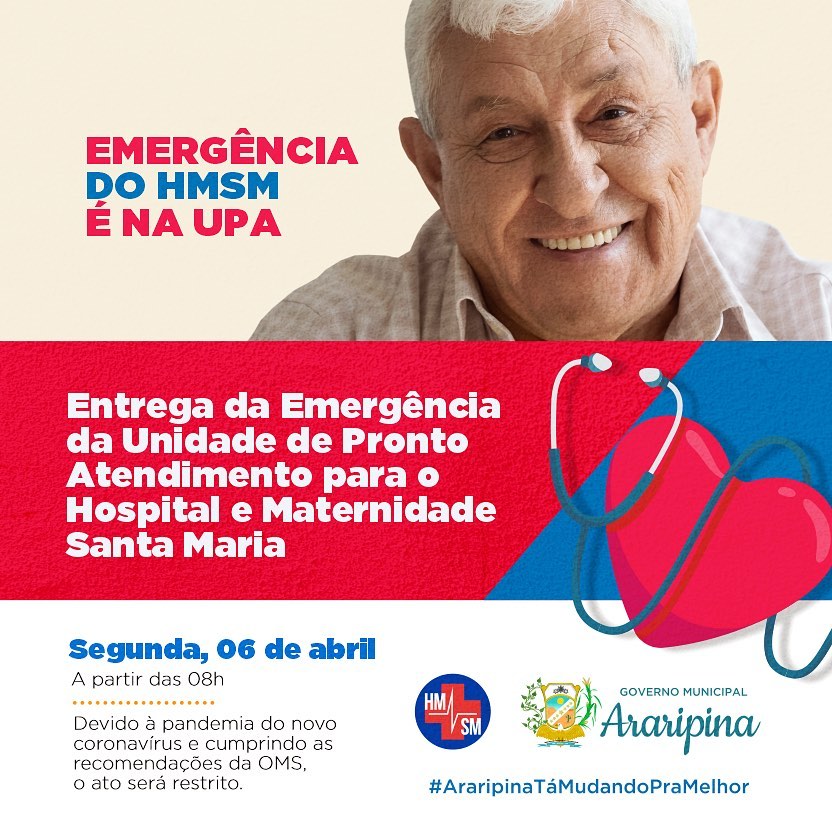 EMERGÊNCIA
DO HMSM
É NA UPA
Entrega da Emergência
da Unidade de Pronto
Atendimento para o
Hospital e Maternidade
Santa Maria
Segunda, 06 de abril
A partir das 08h
Devido à pandemia do novo
coronavírus e cumprindo as
recomendações da OMS,
o ato será restrito.
HM
SM
GOVERNO MUNICIPAL
Araripina
#AraripinaTáMudandoPraMelhor